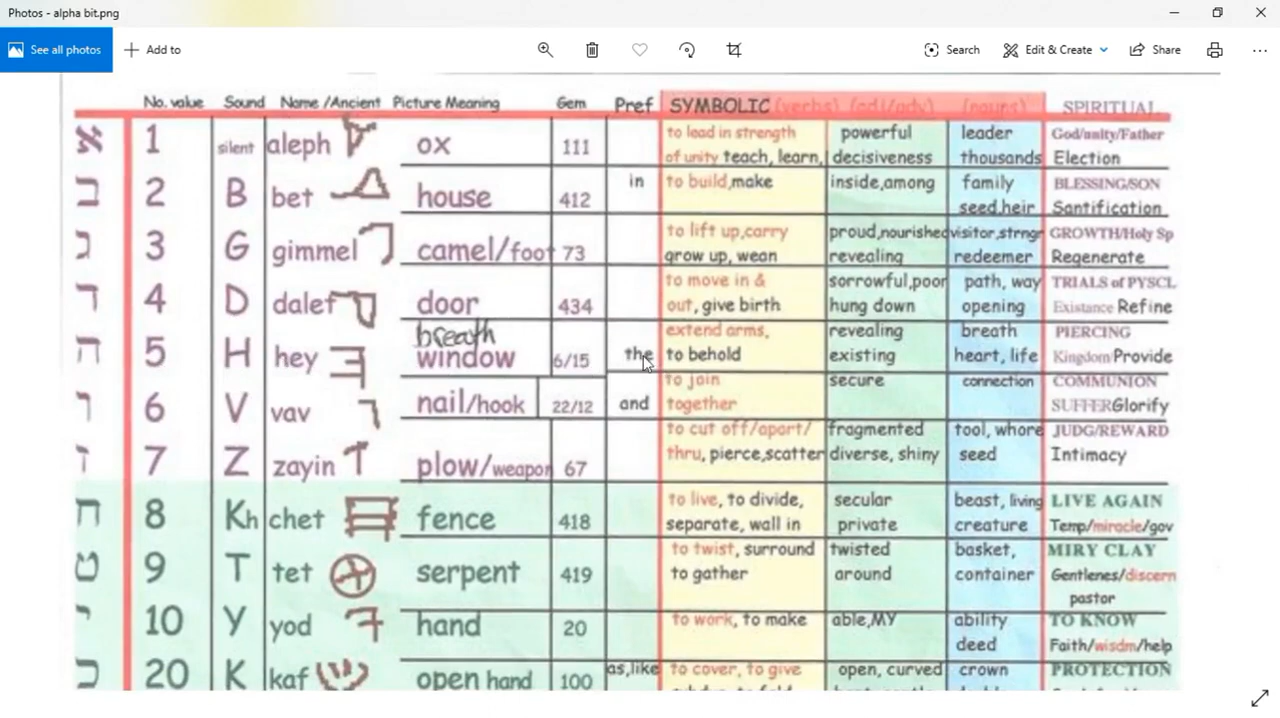 Photos - alpha bit.png
See all photos Add to Search Edit & Create Share
No. value Sound Name /Ancient Picture Meaning Gem Pref SYMBOLIC (verbs) (adj/adv) (nouns) SPIRITUAL
א 1 silent aleph ox 111 to lead in strength powerful leader God/unity/Father
of unity teach, learn, decisiveness thousands Election
ב 2 B bet house 412 in to build,make inside,among family BLESSING/SON
seed,heir Santification
ג 3 G gimmel camel/foot 73 to lift up,carry proud,nourished visitor,strngr GROWTH/Holy Sp
grow up, wean revealing redeemer Regenerate
ד 4 D dalet door 434 to move in & sorrowful,poor path, way TRIALS of PYSCL
out, give birth hung down opening Existance Refine
ה 5 H hey breath window 6/15 the extend arms, revealing breath PIERCING
to behold existing heart, life Kingdom Provide
ו 6 V vav nail/hook 22/12 and to join secure connection COMMUNION
together SUFFERGlorify
ז 7 Z zayin plow/weapon 67 to cut off/apart/ fragmented tool, whore JUDG/REWARD
thru, pierce,scatter diverse, shiny seed Intimacy
ח 8 Kh chet fence 418 to live, to divide, secular beast, living LIVE AGAIN
separate, wall in private creature Temp/miracle/gov
ט 9 T tet serpent 419 to twist, surround twisted basket, MIRY CLAY
to gather around container Gentlenes/discern
pastor
י 10 Y yod hand 20 to work, to make able,MY ability TO KNOW
deed Faith/wisdm/help
כ 20 K kaf open hand 100 as,like to cover, to give open, curved crown PROTECTION